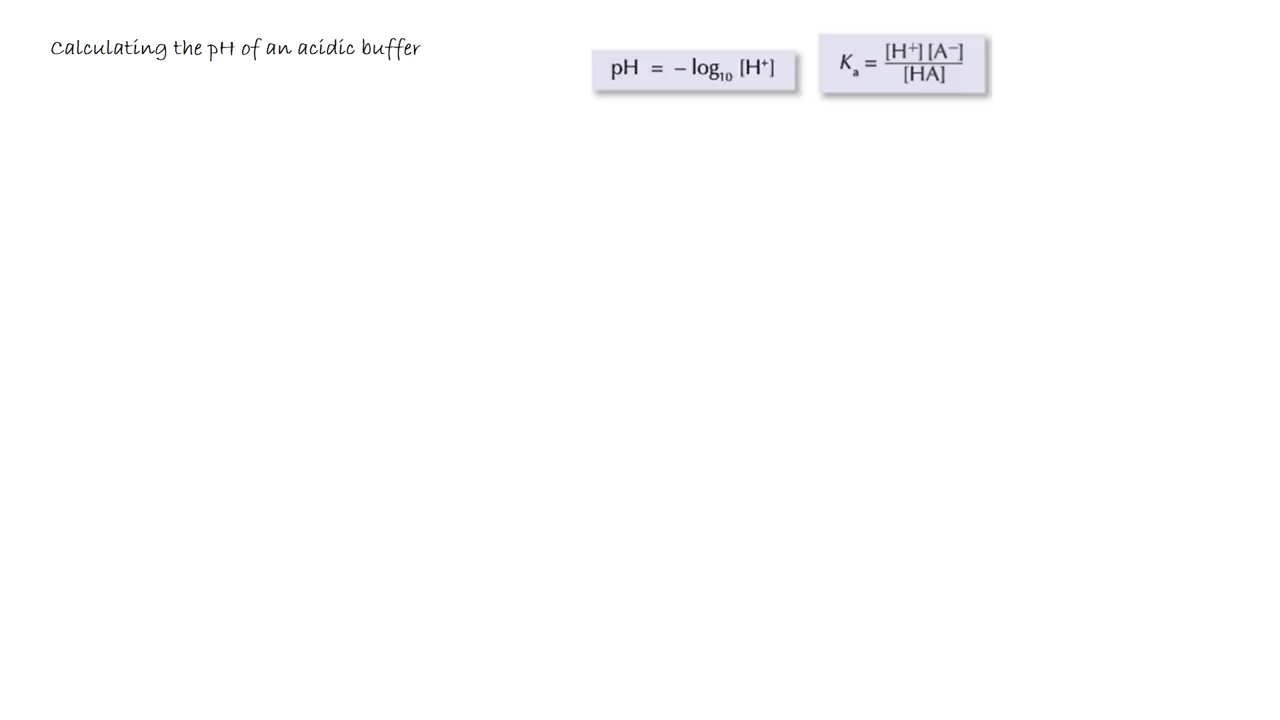 Calculating the pH of an acidic buffer
pH = – log₁₀ [H⁺]
Kₐ = [H⁺] [A⁻] / [HA]